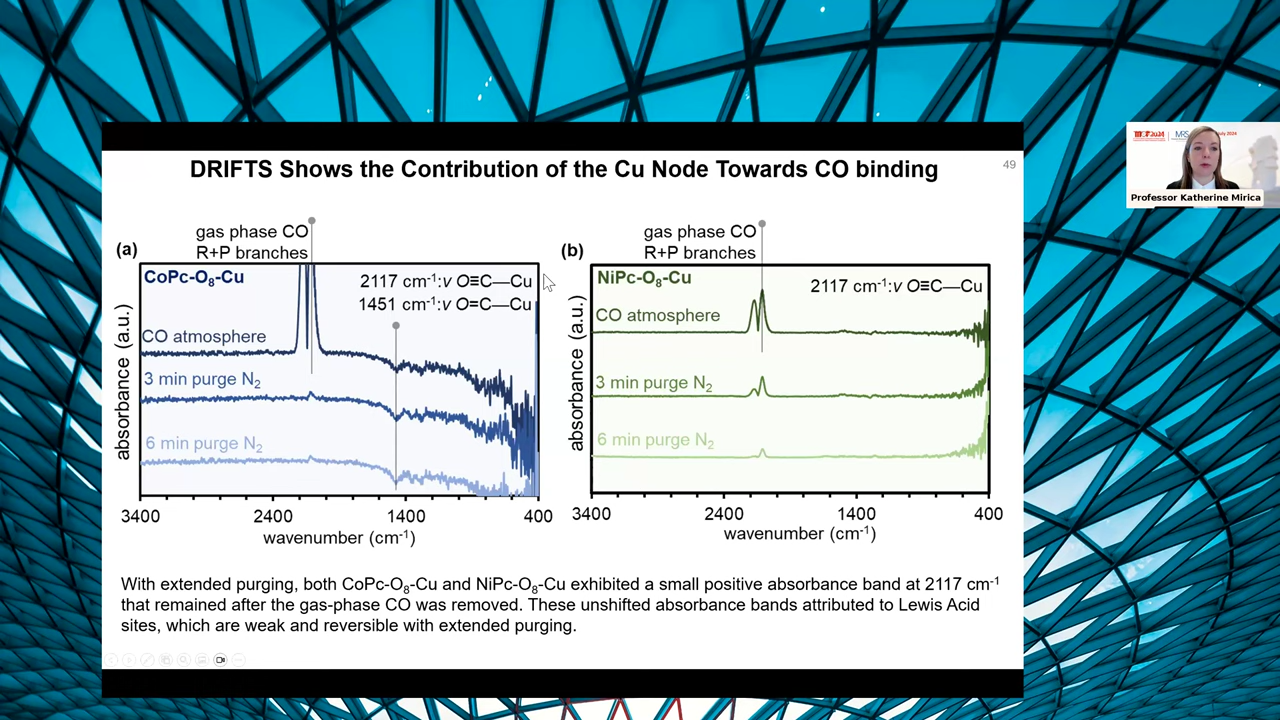 DRIFTS Shows the Contribution of the Cu Node Towards CO binding
49
MRS
July 2024
Professor Katherine Mirica
(a)
gas phase CO
R+P branches
CoPc-O₈-Cu
2117 cm⁻¹:ν O≡C—Cu
1451 cm⁻¹:ν O=C—Cu
CO atmosphere
3 min purge N₂
6 min purge N₂
absorbance (a.u.)
3400 2400 1400 400
wavenumber (cm⁻¹)
(b)
gas phase CO
R+P branches
NiPc-O₈-Cu
2117 cm⁻¹:ν O≡C—Cu
CO atmosphere
3 min purge N₂
6 min purge N₂
absorbance (a.u.)
3400 2400 1400 400
wavenumber (cm⁻¹)
With extended purging, both CoPc-O₈-Cu and NiPc-O₈-Cu exhibited a small positive absorbance band at 2117 cm⁻¹
that remained after the gas-phase CO was removed. These unshifted absorbance bands attributed to Lewis Acid
sites, which are weak and reversible with extended purging.